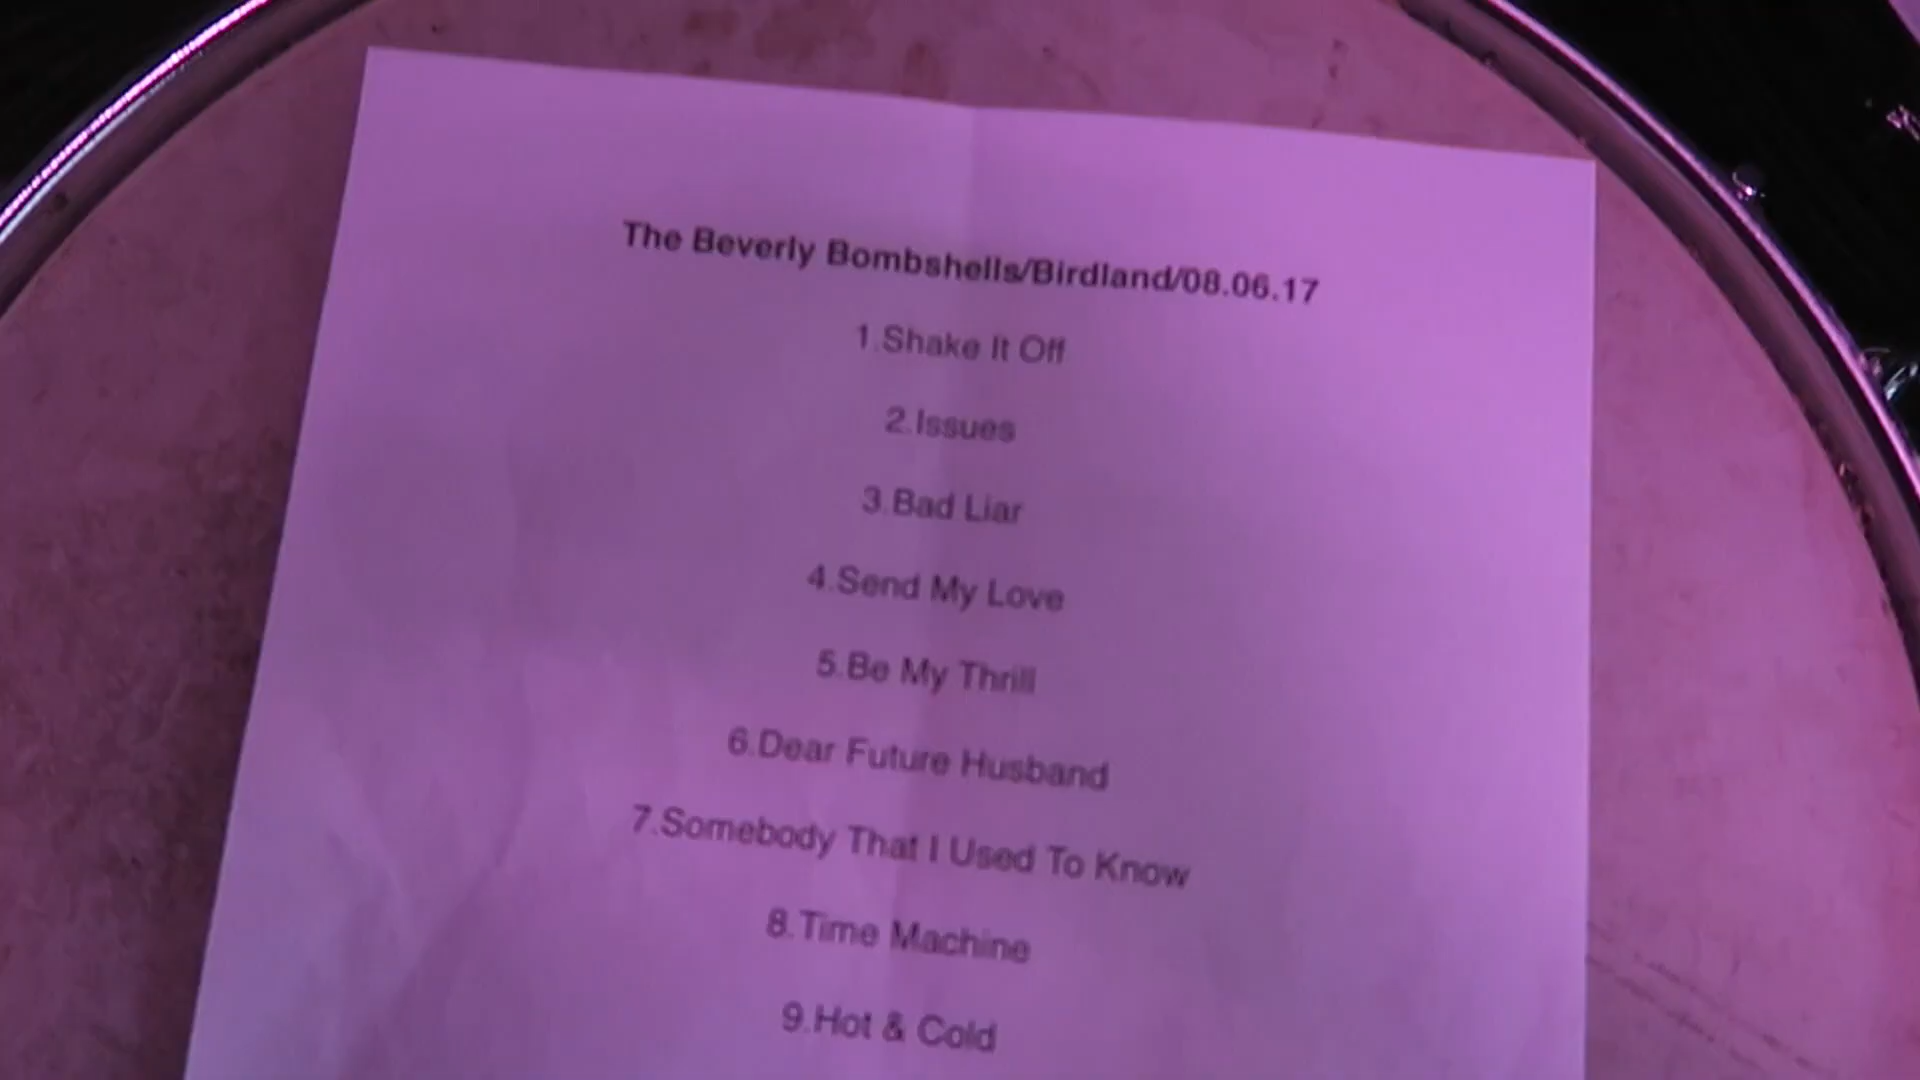 The Beverly Bombshells/Birdland/08.06.17
1.Shake It Off
2.Issues
3.Bad Liar
4.Send My Love
5.Be My Thrill
6.Dear Future Husband
7.Somebody That I Used To Know
8.Time Machine
9.Hot & Cold